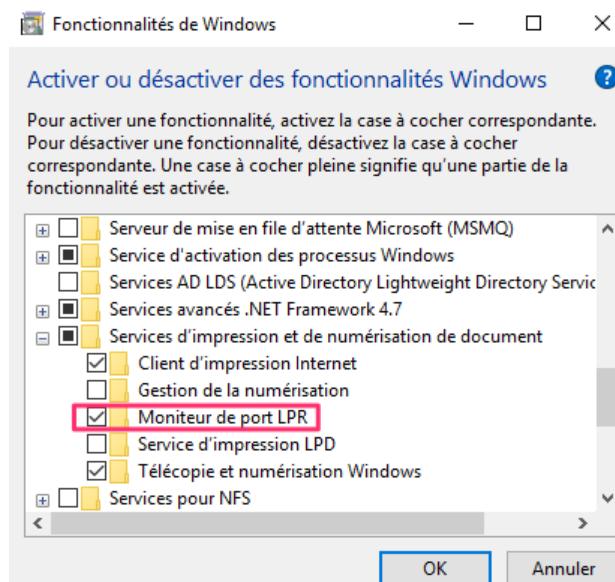 Fonctionnalités de Windows
Activer ou désactiver des fonctionnalités Windows
?
Pour activer une fonctionnalité, activez la case à cocher correspondante.
Pour désactiver une fonctionnalité, désactivez la case à cocher
correspondante. Une case à cocher pleine signifie qu'une partie de la
fonctionnalité est activée.
Serveur de mise en file d'attente Microsoft (MSMQ)
Service d'activation des processus Windows
Services AD LDS (Active Directory Lightweight Directory Servic
Services avancés .NET Framework 4.7
Services d'impression et de numérisation de document
Client d'impression Internet
Gestion de la numérisation
Moniteur de port LPR
Service d'impression LPD
Télécopie et numérisation Windows
Services pour NFS
OK
Annuler